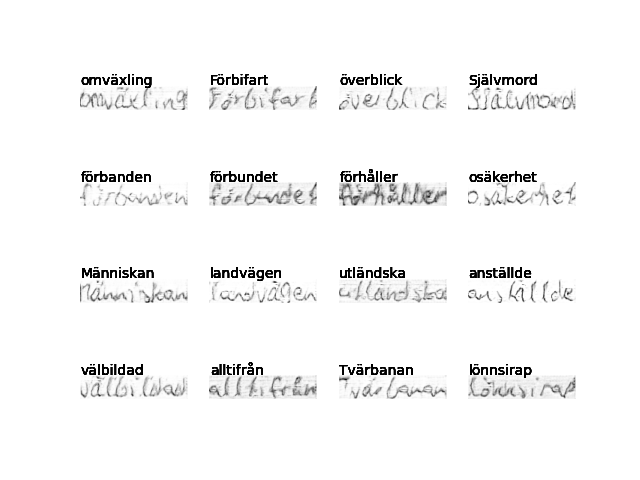 omväxling Förbifart överblick Självmord
omväxling Förbifart överblick Självmord
förbanden förbundet förhåller osäkerhet
förbanden förbundet förhåller osäkerhet
Människan landvägen utländska anställde
Människan landvägen utländska anställde
välbildad alltifrån Tvärbanan lönnsirap
välbildad alltifrån Tvärbanan lönnsirap